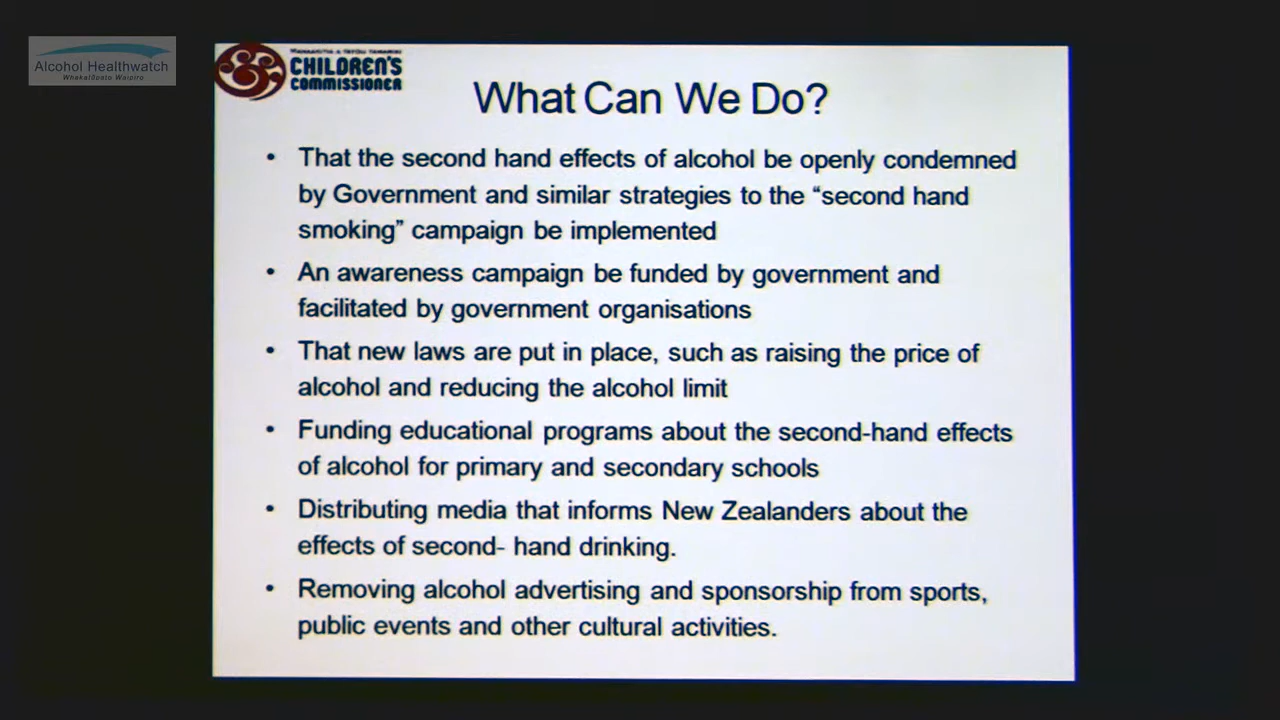 Alcohol Healthwatch
Whakatūpato Waipiro
CHILDREN'S
COMMISSIONER
What Can We Do?
• That the second hand effects of alcohol be openly condemned
by Government and similar strategies to the “second hand
smoking” campaign be implemented
• An awareness campaign be funded by government and
facilitated by government organisations
• That new laws are put in place, such as raising the price of
alcohol and reducing the alcohol limit
• Funding educational programs about the second-hand effects
of alcohol for primary and secondary schools
• Distributing media that informs New Zealanders about the
effects of second- hand drinking.
• Removing alcohol advertising and sponsorship from sports,
public events and other cultural activities.